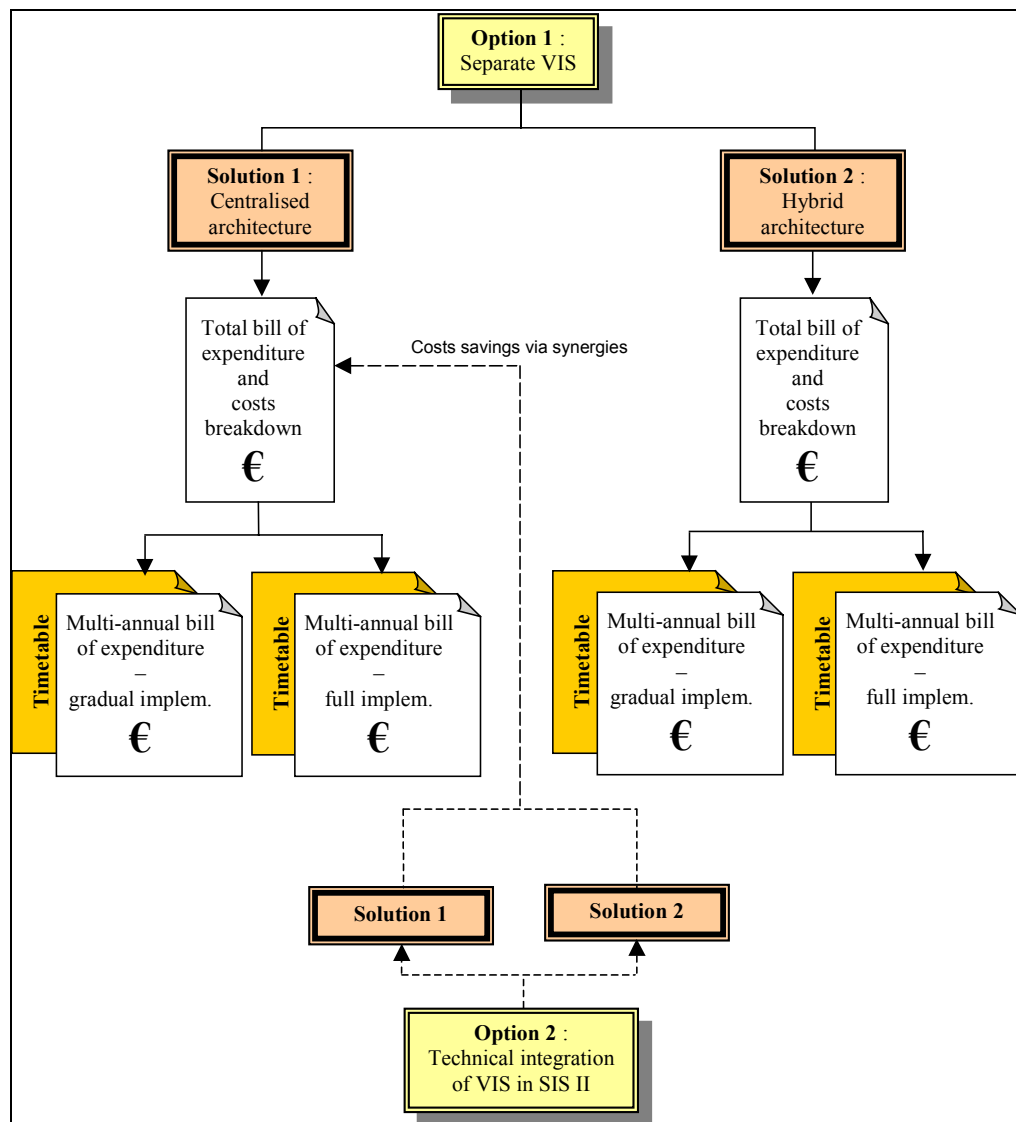 Option 1 :
Separate VIS
Solution 1 :
Centralised
architecture
Solution 2 :
Hybrid
architecture
Total bill of
expenditure
and
costs
breakdown
€
Costs savings via synergies
Total bill of
expenditure
and
costs
breakdown
€
Timetable
Multi-annual bill
of expenditure
–
gradual implem.
€
Timetable
Multi-annual bill
of expenditure
–
full implem.
€
Timetable
Multi-annual bill
of expenditure
–
gradual implem.
€
Timetable
Multi-annual bill
of expenditure
–
full implem.
€
Solution 1
Solution 2
Option 2 :
Technical integration
of VIS in SIS II